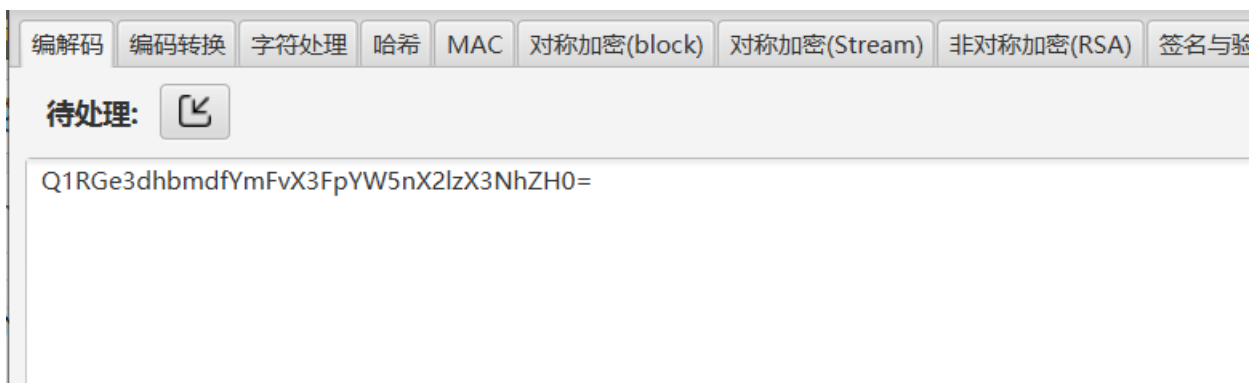 编解码 编码转换 字符处理 哈希 MAC 对称加密(block) 对称加密(Stream) 非对称加密(RSA) 签名与验
待处理:
Q1RGe3dhbmdfYmFvX3FpYW5nX2lzX3NhZH0=